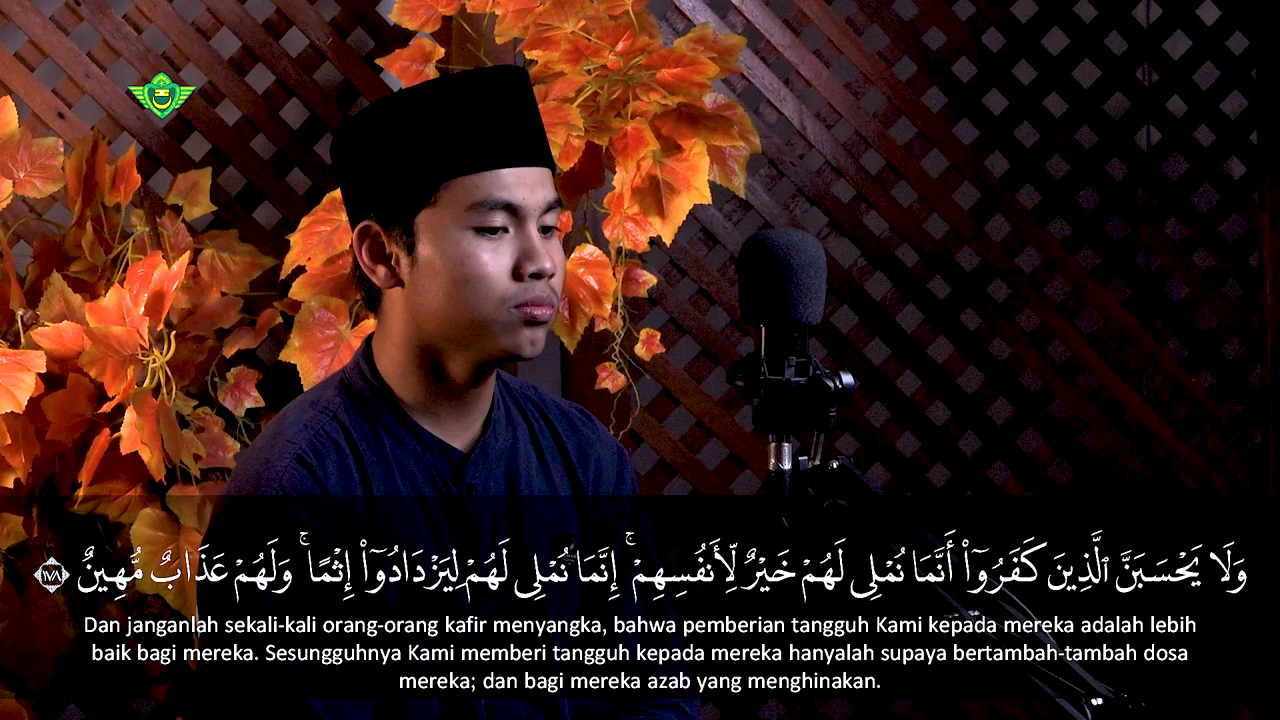 وَلَا يَحْسَبَنَّ ٱلَّذِينَ كَفَرُوٓا۟ أَنَّمَا نُمْلِى لَهُمْ خَيْرٌ لِّأَنفُسِهِمْ ۚ إِنَّمَا نُمْلِى لَهُمْ لِيَزْدَادُوٓا۟ إِثْمًا ۚ وَلَهُمْ عَذَابٌ مُّهِينٌ ١٧٨
Dan janganlah sekali-kali orang-orang kafir menyangka, bahwa pemberian tangguh Kami kepada mereka adalah lebih
baik bagi mereka. Sesungguhnya Kami memberi tangguh kepada mereka hanyalah supaya bertambah-tambah dosa
mereka; dan bagi mereka azab yang menghinakan.